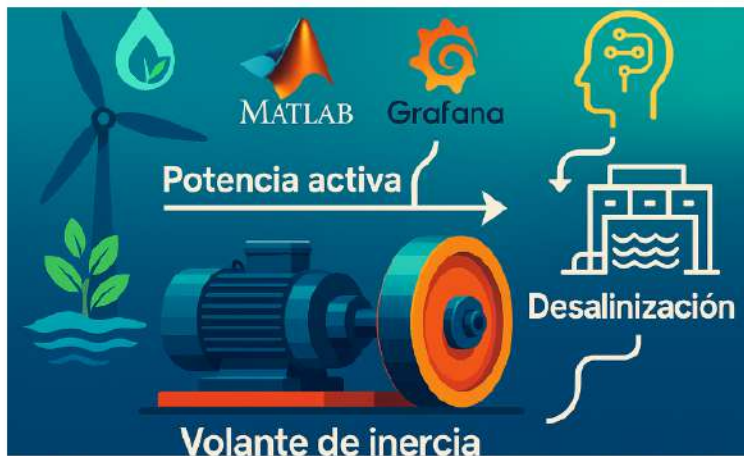 MATLAB
Grafana
Potencia activa
Desalinización
Volante de inercia